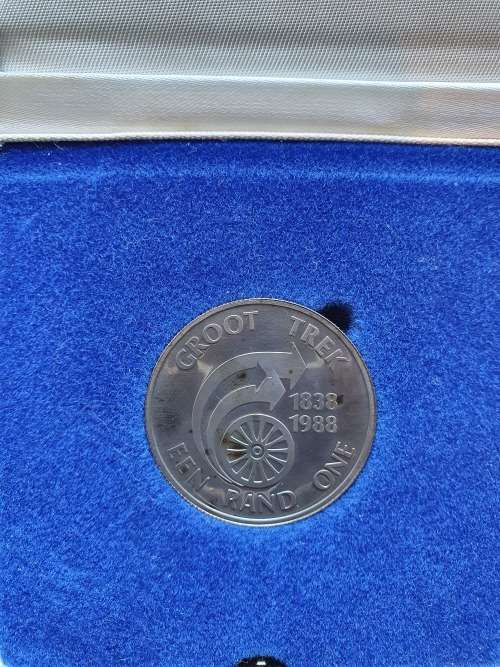 GROOT TREK
1838
1988
EEN RAND ONE